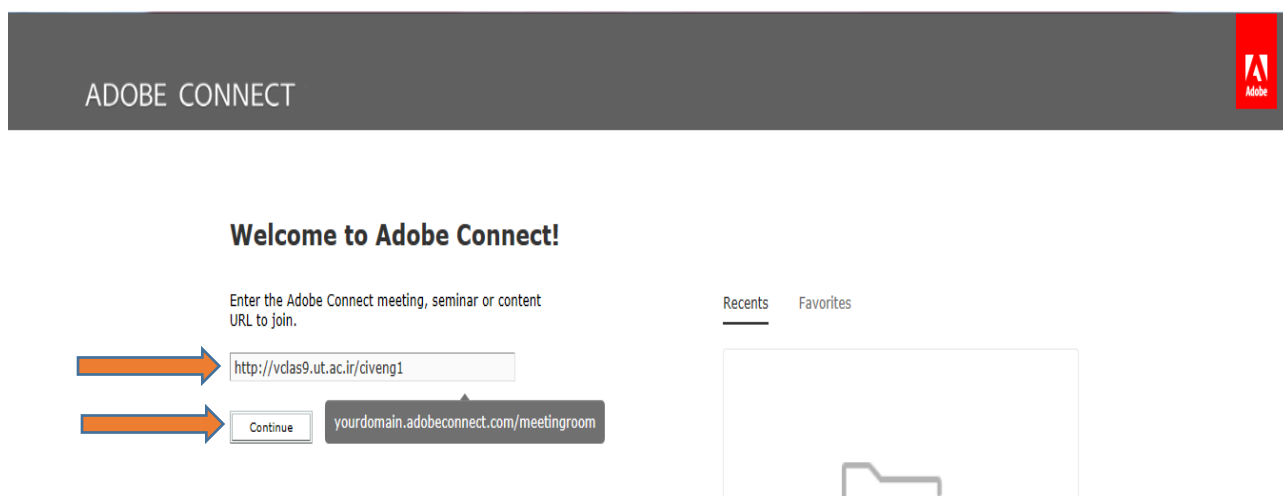 Adobe
ADOBE CONNECT
Welcome to Adobe Connect!
Enter the Adobe Connect meeting, seminar or content
URL to join.
http://vclas9.ut.ac.ir/civeng1
Continue
yourdomain.adobeconnect.com/meetingroom
Recents Favorites